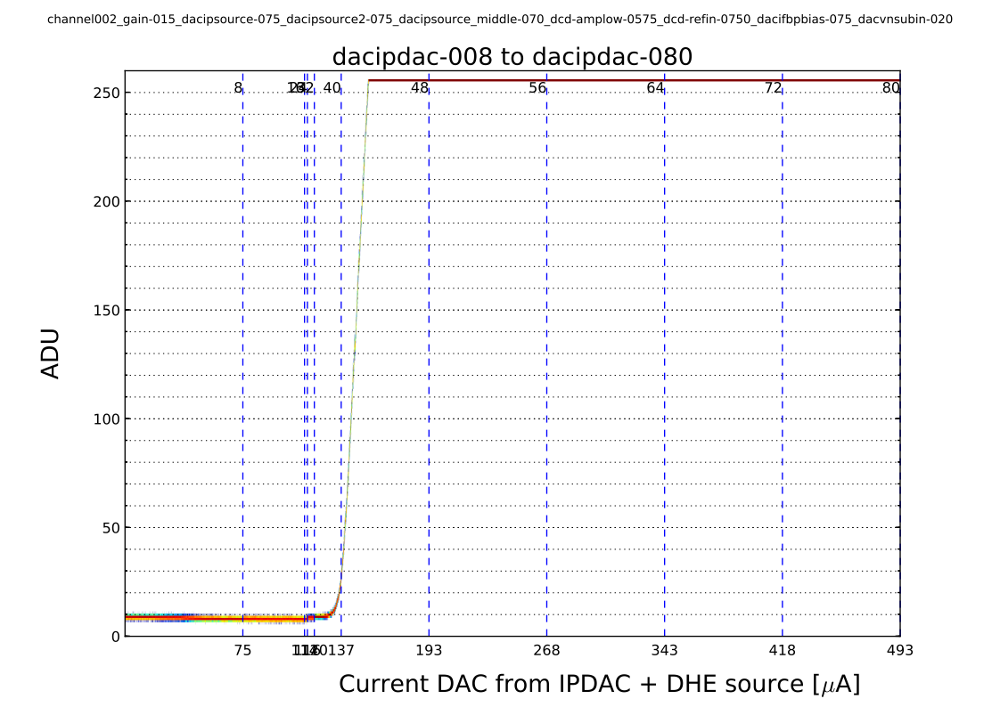 channel002_gain-015_dacipsource-075_dacipsource2-075_dacipsource_middle-070_dcd-amplow-0575_dcd-refin-0750_dacifbpbias-075_dacvnsubin-020
dacipdac-008 to dacipdac-080
8 40 48 56 64 72 80
250
200
150
100
50
0
ADU
75 137 193 268 343 418 493
Current DAC from IPDAC + DHE source [μA]